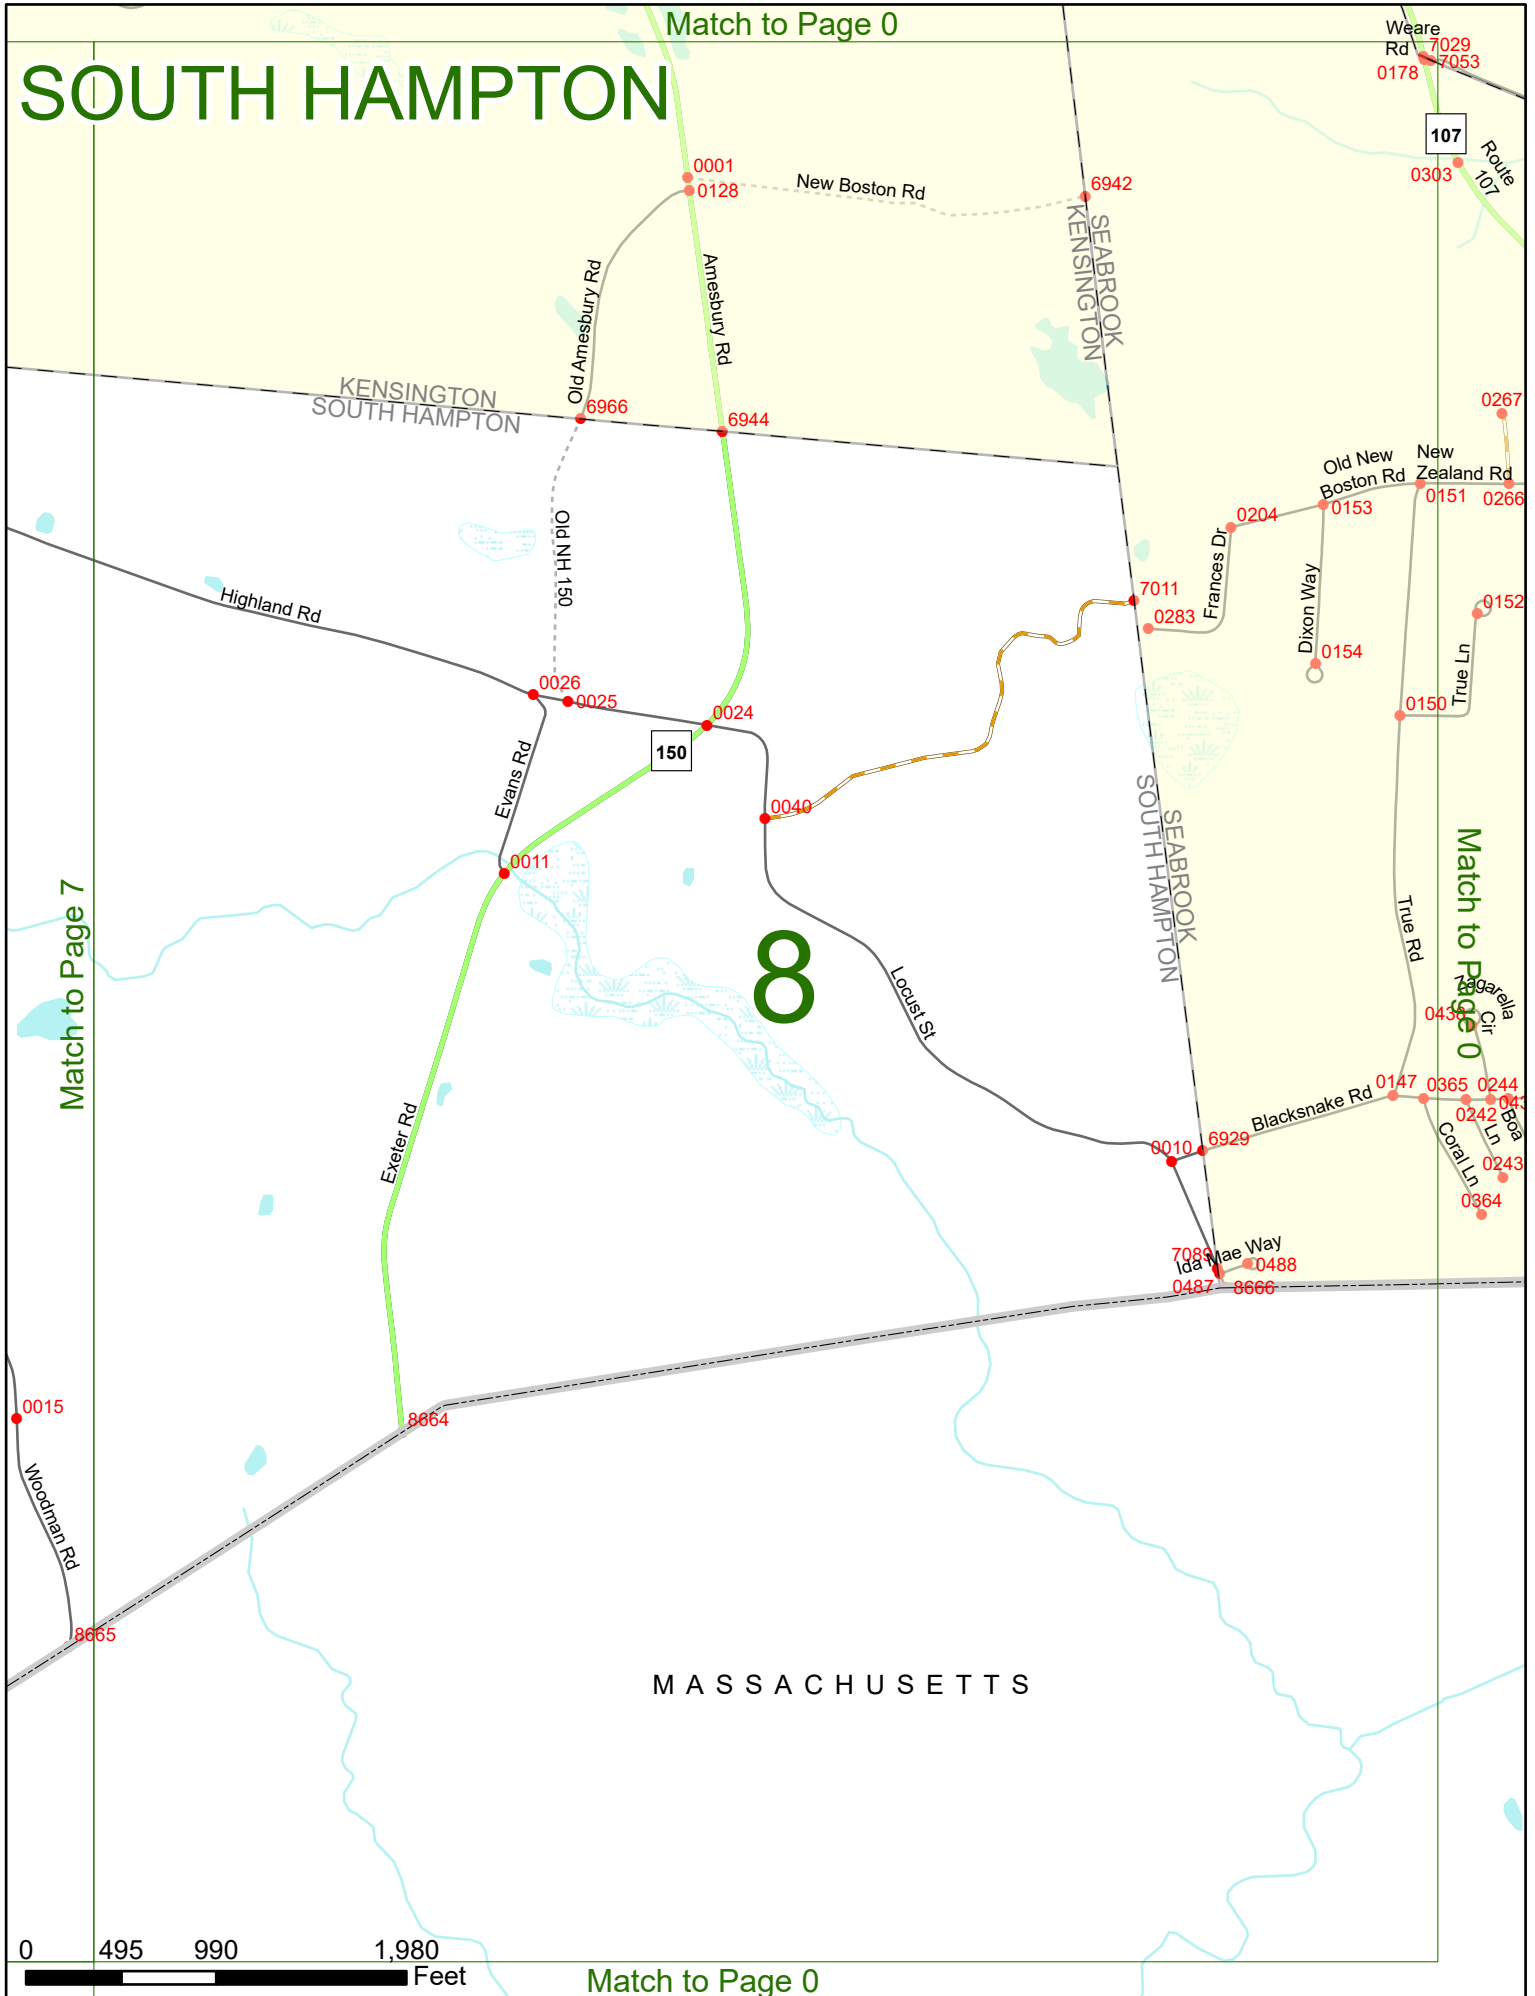 Match to Page 0
SOUTH HAMPTON
Weare
Rd
7029
7053
0178
107
Route
107
0303
0001
0128
New Boston Rd
6942
SEABROOK
KENSINGTON
Old Amesbury Rd
Amesbury Rd
KENSINGTON
SOUTH HAMPTON
6966
6944
0267
Old New
Boston Rd
New
Zealand Rd
0151
0266
0153
0204
Frances Dr
Dixon Way
Old NH 150
Highland Rd
7011
0283
0152
0154
True Ln
0150
0026
0025
0024
150
Evans Rd
0040
SEABROOK
SOUTH HAMPTON
0011
Match to Page 7
8
Locust St
True Rd
Match to Page 0
Zagarella
Cir
0438
Exeter Rd
0147
0365
0244
043
0242
Blacksnake Rd
Coral Ln
Ln
Boa
0010
6929
0243
0364
7089
Ida Mae Way
0488
0487
8666
0015
8664
Woodman Rd
8665
MASSACHUSETTS
0 495 990 1,980
Feet
Match to Page 0